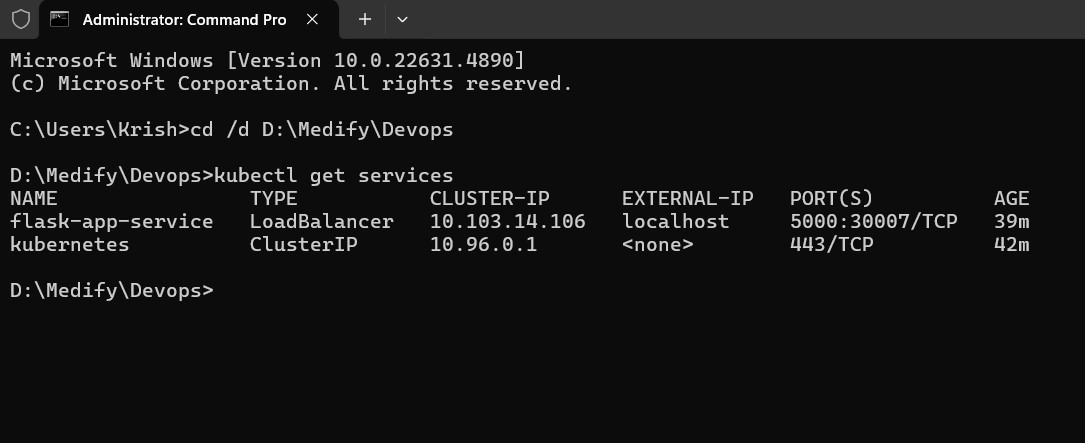 Administrator: Command Pro
Microsoft Windows [Version 10.0.22631.4890]
(c) Microsoft Corporation. All rights reserved.
C:\Users\Krish>cd /d D:\Medify\Devops
D:\Medify\Devops>kubectl get services
NAME TYPE CLUSTER-IP EXTERNAL-IP PORT(S) AGE
flask-app-service LoadBalancer 10.103.14.106 localhost 5000:30007/TCP 39m
kubernetes ClusterIP 10.96.0.1 <none> 443/TCP 42m
D:\Medify\Devops>